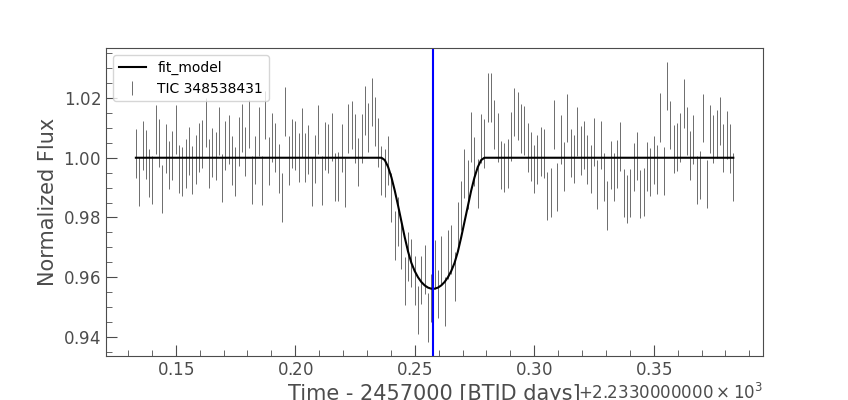 fit_model
TIC 348538431
Normalized Flux
1.02
1.00
0.98
0.96
0.94
0.15 0.20 0.25 0.30 0.35
Time - 2457000 [BTJD days]
+2.2330000000 × 10³